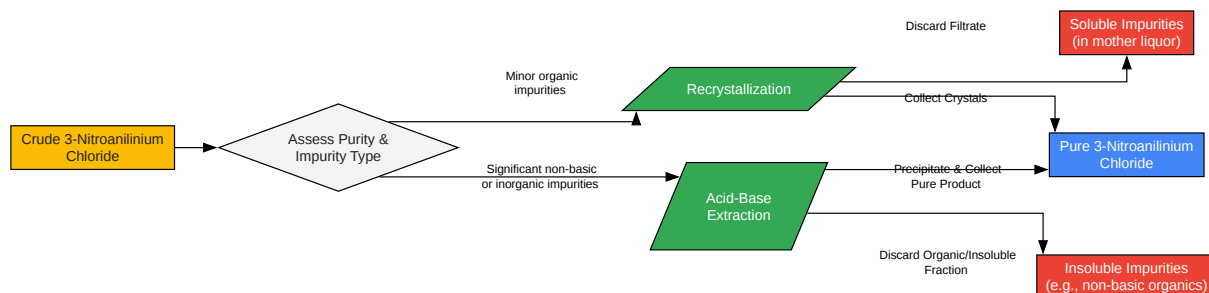 Crude 3-Nitroanilinium
Chloride
Assess Purity &
Impurity Type
Minor organic
impurities
Significant non-basic
or inorganic impurities
Recrystallization
Acid-Base
Extraction
Discard Filtrate
Collect Crystals
Precipitate & Collect
Pure Product
Discard Organic/Insoluble
Fraction
Soluble Impurities
(in mother liquor)
Pure 3-Nitroanilinium
Chloride
Insoluble Impurities
(e.g., non-basic organics)